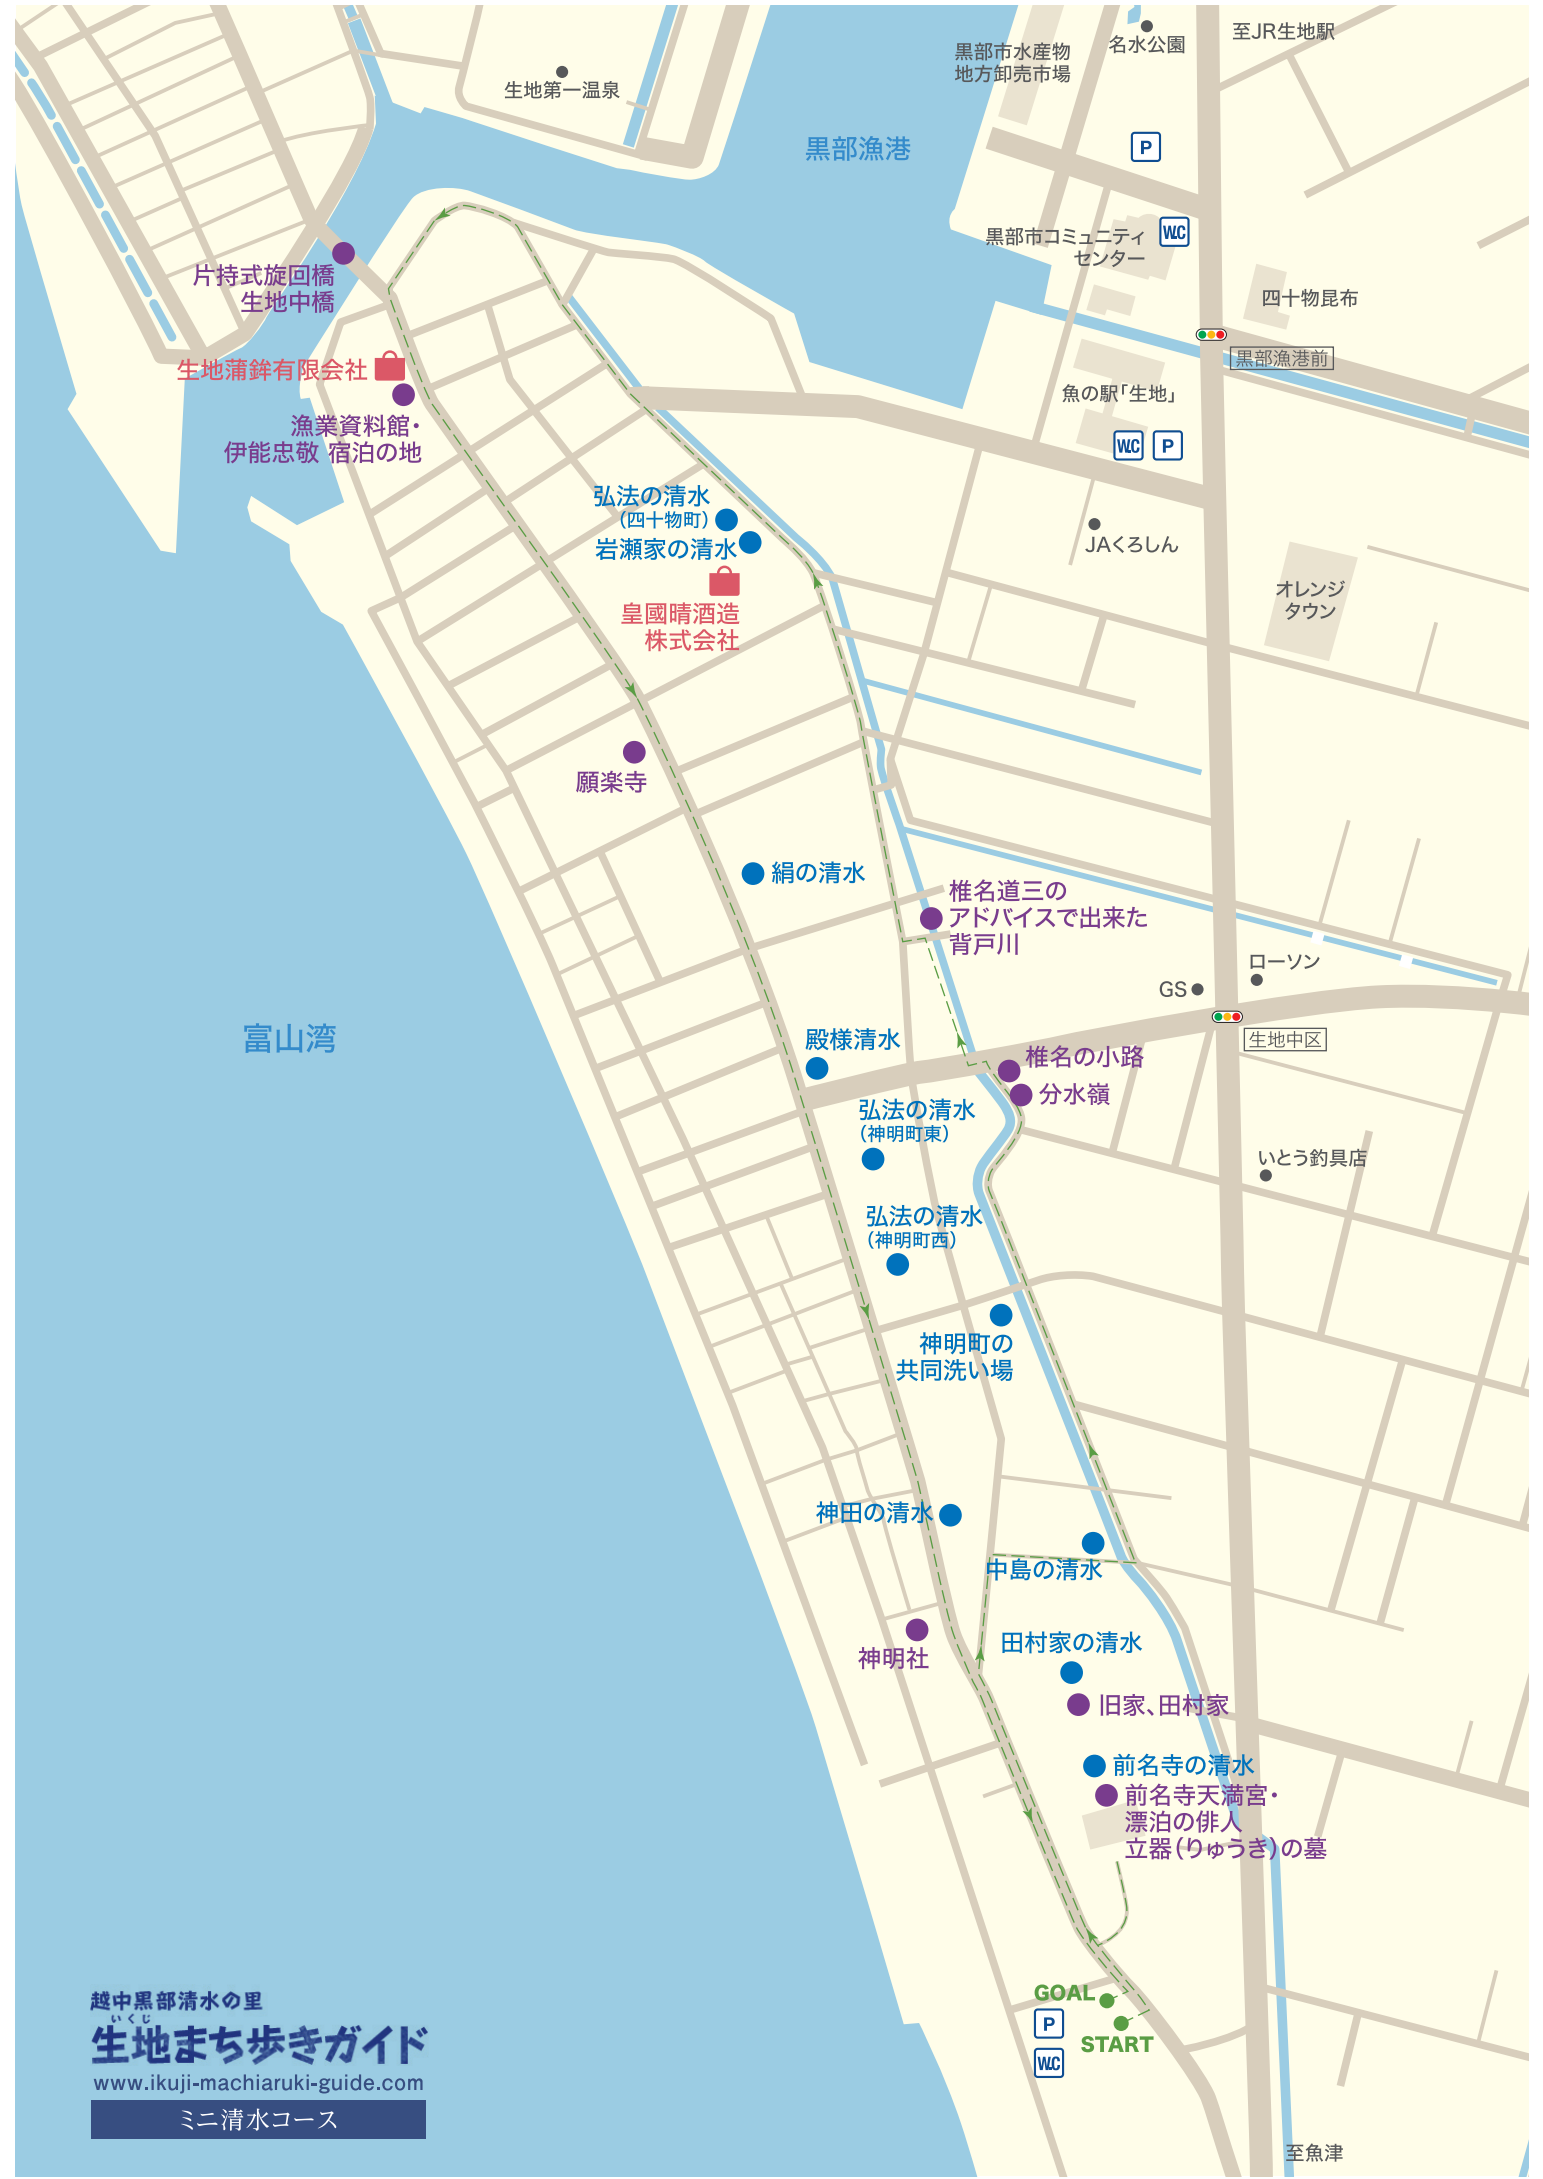 至JR生地駅
名水公園
黒部市水産物
地方卸売市場
生地第一温泉
黒部漁港
P
黒部市コミュニティ
センター
WC
片持式旋回橋
生地中橋
四十物昆布
黒部漁港前
生地蒲鉾有限会社
魚の駅「生地」
漁業資料館・
伊能忠敬 宿泊の地
WC
P
弘法の清水
(四十物町)
岩瀬家の清水
JAくろしん
オレンジ
タウン
皇國晴酒造
株式会社
願楽寺
絹の清水
椎名道三の
アドバイスで出来た
背戸川
ローソン
GS
富山湾
殿様清水
生地中区
椎名の小路
分水嶺
弘法の清水
(神明町東)
いとう釣具店
弘法の清水
(神明町西)
神明町の
共同洗い場
神田の清水
中島の清水
田村家の清水
神明社
旧家、田村家
前名寺の清水
前名寺天満宮・
漂泊の俳人
立器(りゅうき)の墓
GOAL
P
START
WC
越中黒部清水の里
いくじ
生地まち歩きガイド
www.ikuji-machiaruki-guide.com
ミニ清水コース
至魚津